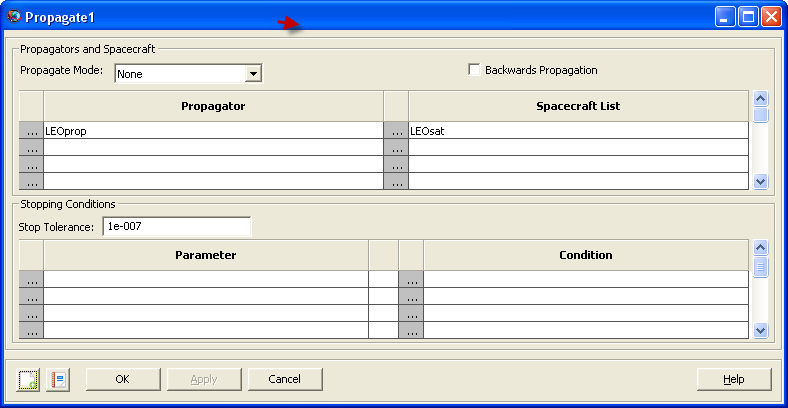 Propagate1
Propagators and Spacecraft
Propagate Mode: None Backwards Propagation
Propagator Spacecraft List
... LEOprop ... LEOsat
... ...
... ...
... ...
Stopping Conditions
Stop Tolerance: 1e-007
Parameter Condition
... ...
... ...
... ...
... ...
OK Apply Cancel Help